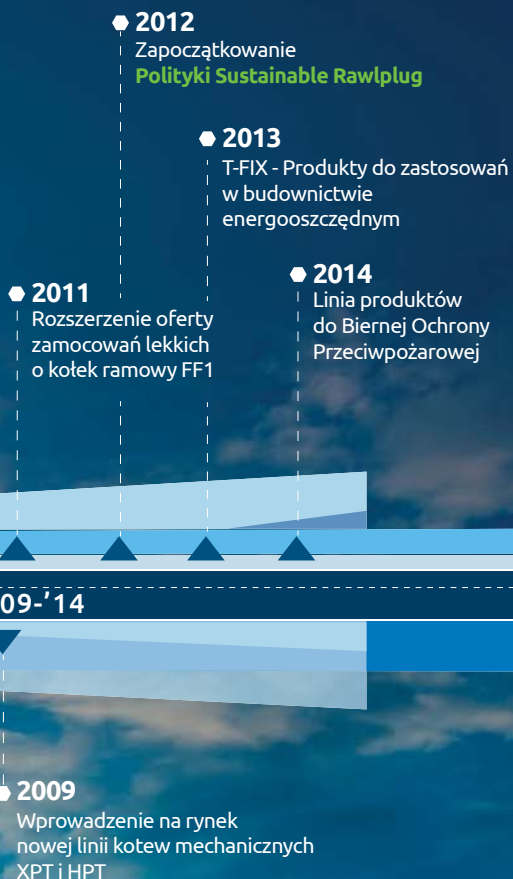 2012
Zapoczątkowanie
Polityki Sustainable Rawlplug
2013
T-FIX - Produkty do zastosowań
w budownictwie
energooszczędnym
2014
Linia produktów
do Biernej Ochrony
Przeciwpożarowej
2011
Rozszerzenie oferty
zamocowań lekkich
o kołek ramowy FF1
09-'14
2009
Wprowadzenie na rynek
nowej linii kotew mechanicznych
XPT i HPT